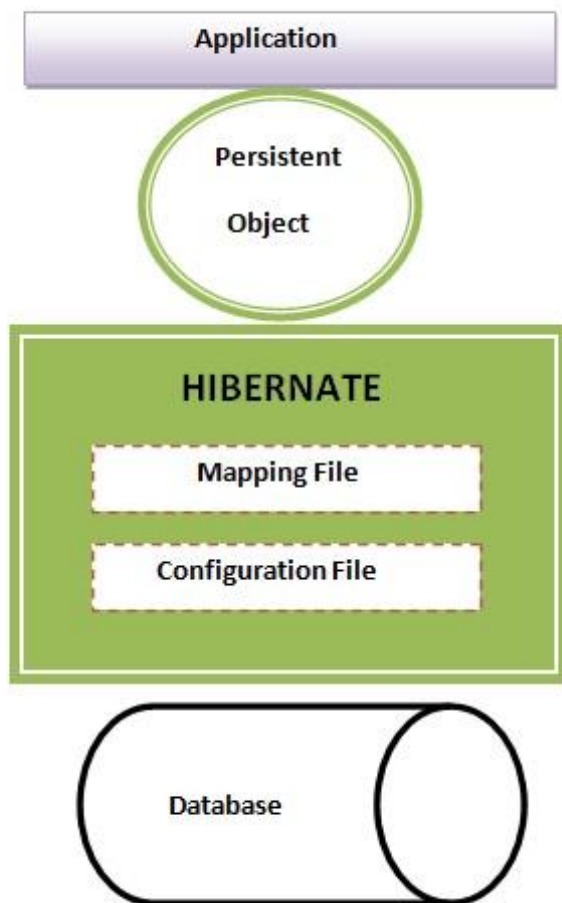 Application
Persistent
Object
HIBERNATE
Mapping File
Configuration File
Database